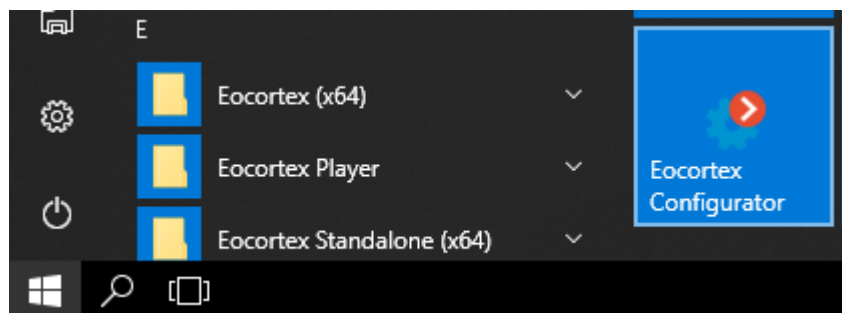 E
Eocortex (x64)
Eocortex Player
Eocortex Standalone (x64)
Eocortex
Configurator